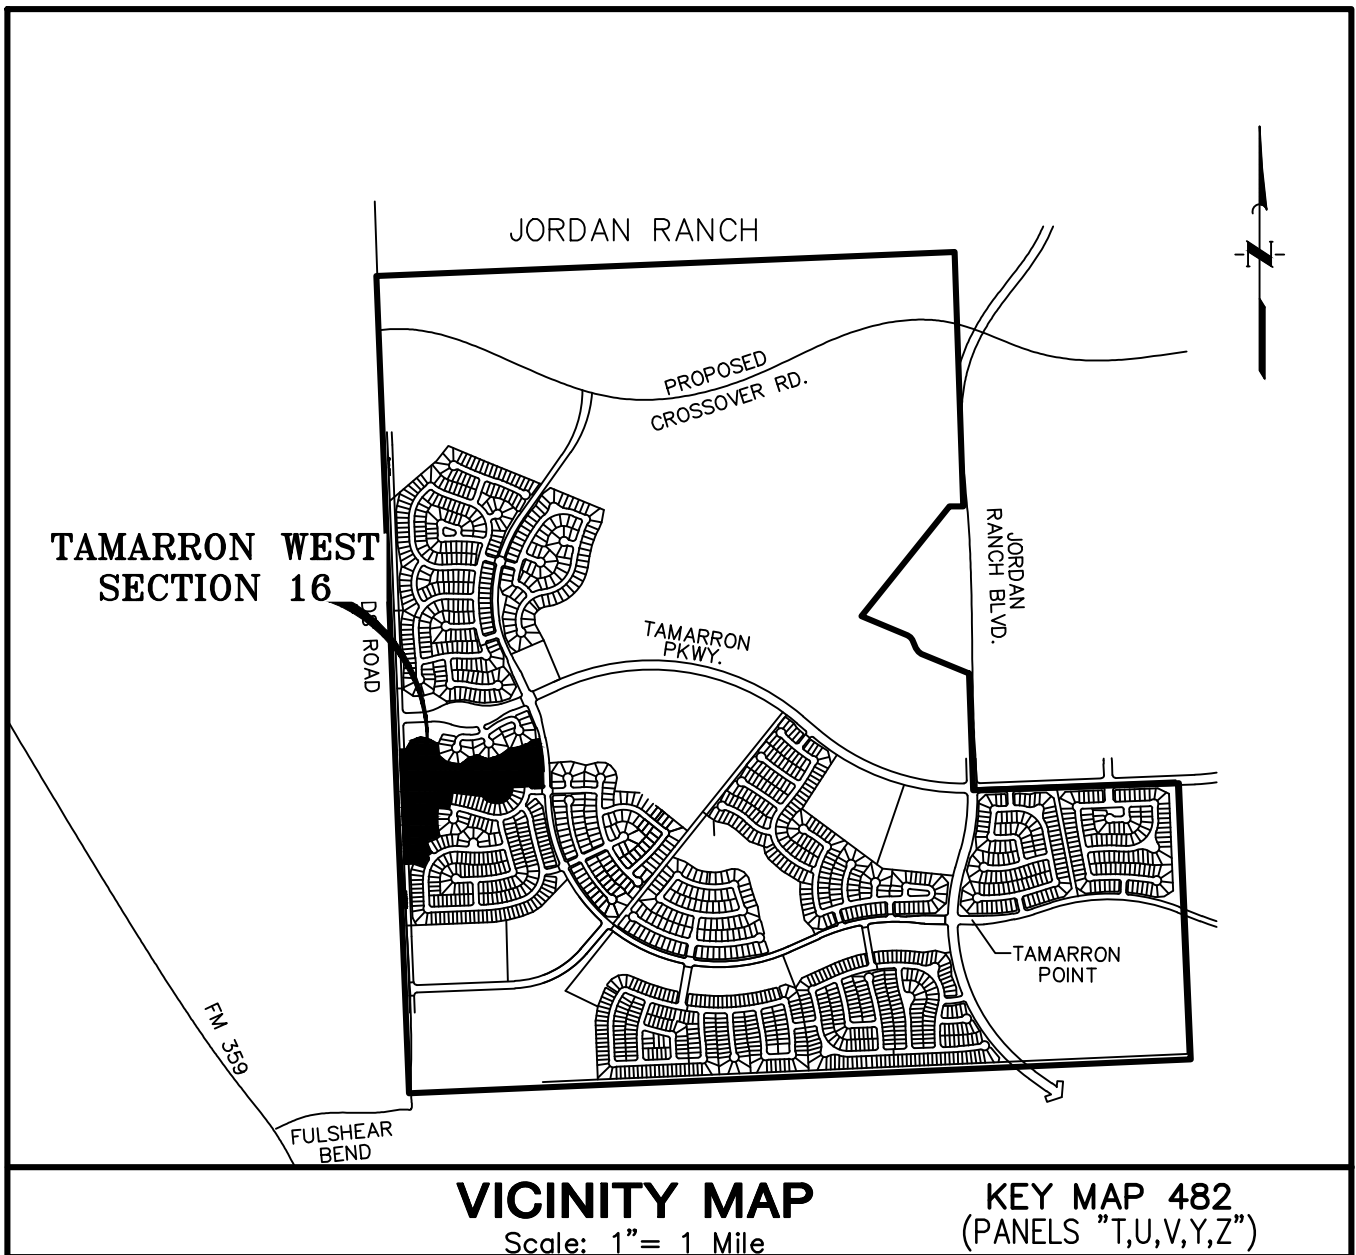 JORDAN RANCH
PROPOSED
CROSSOVER RD.
TAMARRON WEST
SECTION 16
ROAD
JORDAN
RANCH BLVD.
TAMARRON
PKWY.
TAMARRON
POINT
FM 359
FULSHEAR
BEND
N
VICINITY MAP
Scale: 1"= 1 Mile
KEY MAP 482
(PANELS "T,U,V,Y,Z")